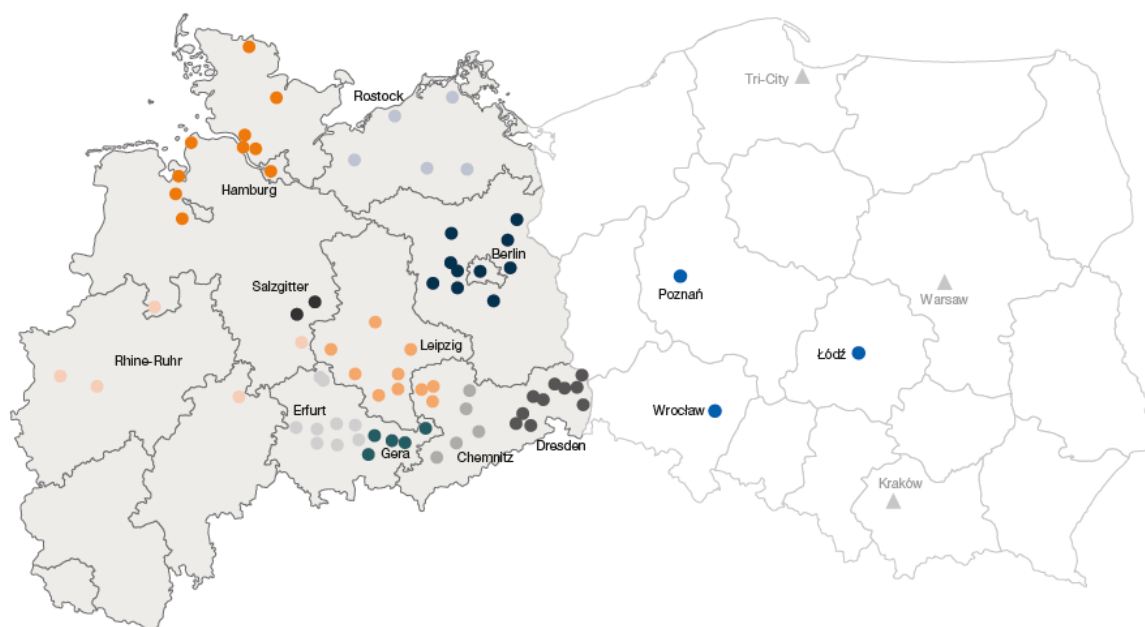 Tri-City
Rostock
Hamburg
Berlin
Salzgitter
Poznań
Warsaw
Leipzig
Łódź
Rhine-Ruhr
Erfurt
Wrocław
Dresden
Gera
Chemnitz
Kraków